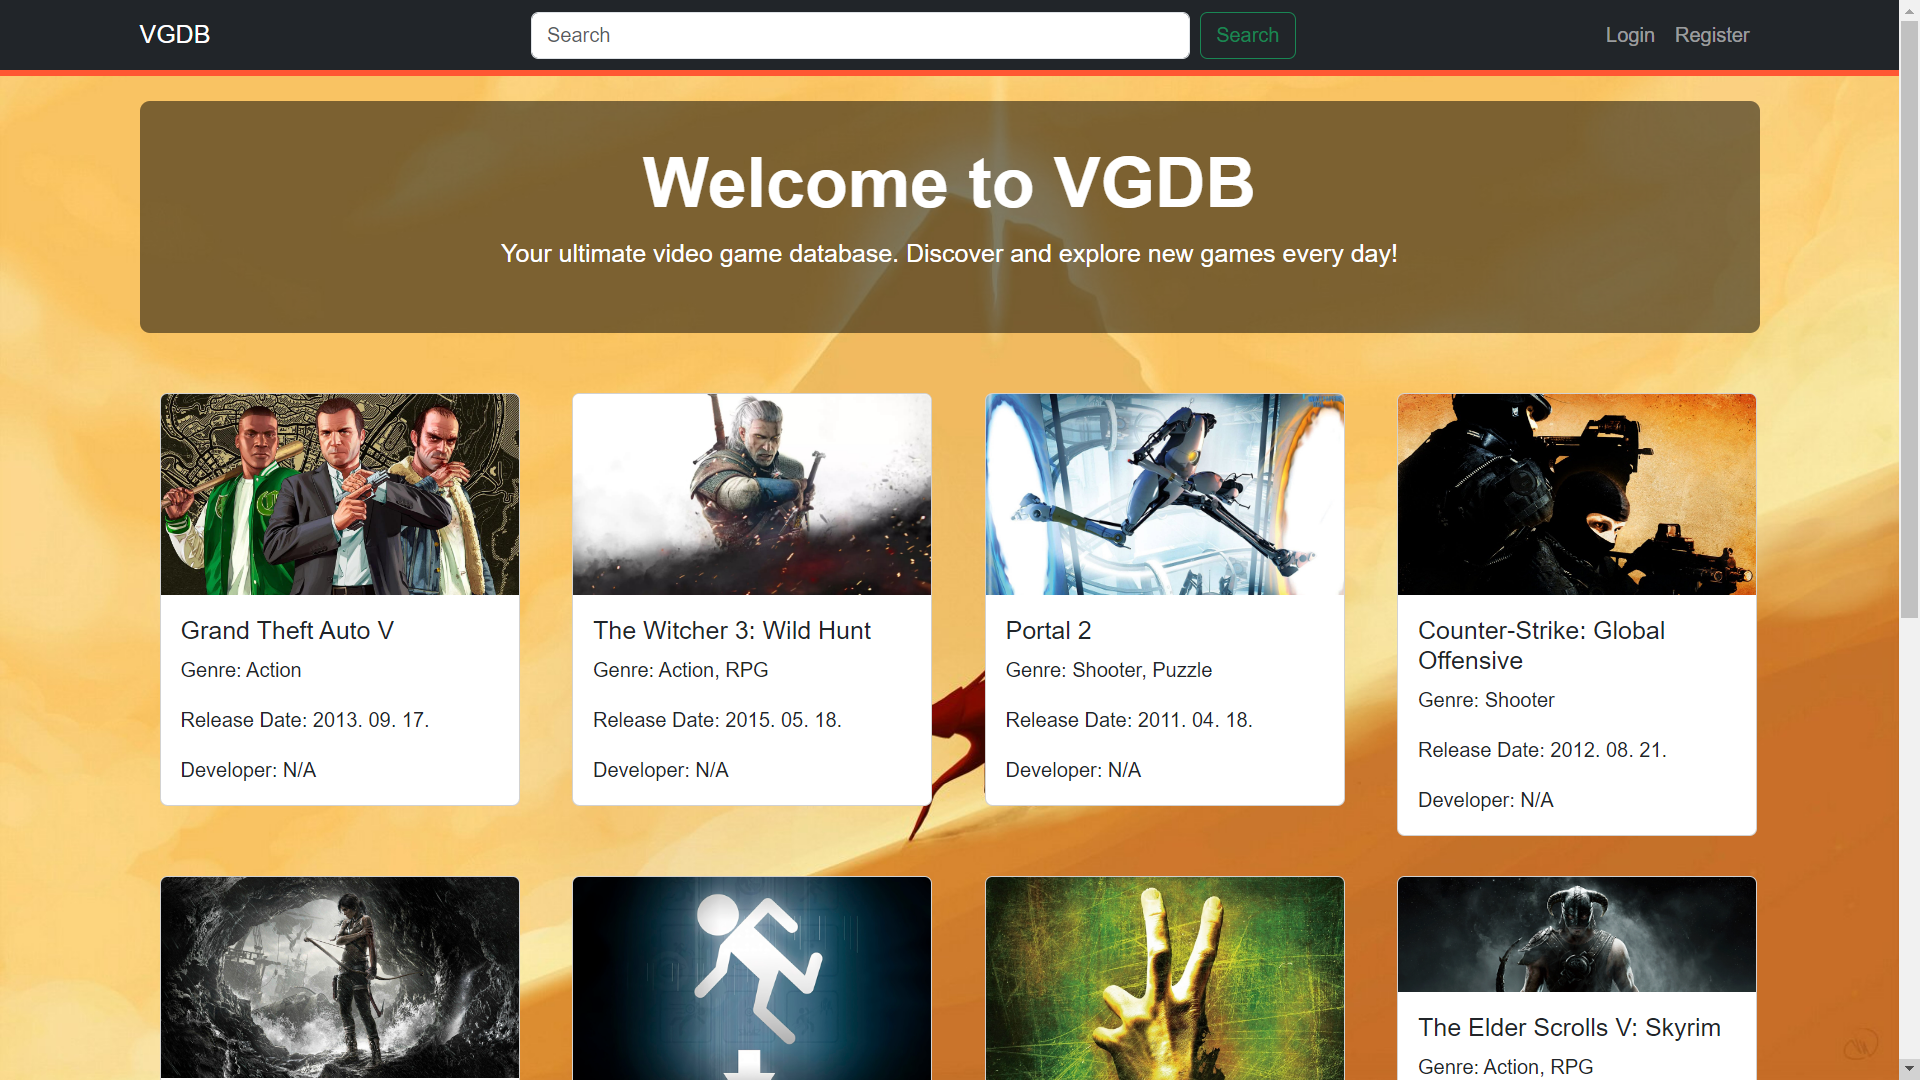 VGDB
Search
Search
Login
Register
Welcome to VGDB
Your ultimate video game database. Discover and explore new games every day!
Grand Theft Auto V
Genre: Action
Release Date: 2013. 09. 17.
Developer: N/A
The Witcher 3: Wild Hunt
Genre: Action, RPG
Release Date: 2015. 05. 18.
Developer: N/A
Portal 2
Genre: Shooter, Puzzle
Release Date: 2011. 04. 18.
Developer: N/A
Counter-Strike: Global
Offensive
Genre: Shooter
Release Date: 2012. 08. 21.
Developer: N/A
The Elder Scrolls V: Skyrim
Genre: Action, RPG